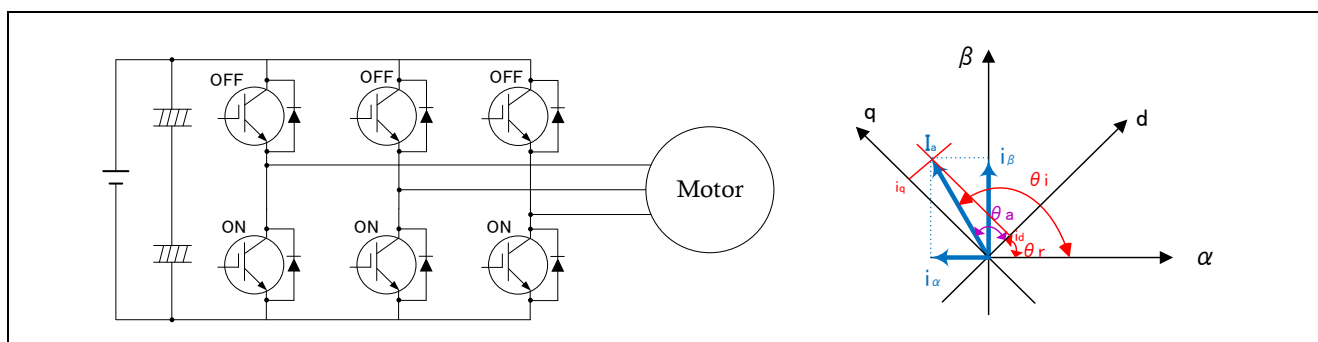 OFF
OFF
OFF
ON
ON
ON
Motor
β
q
d
Ia
iβ
iq
θi
θa
id
θr
iα
α